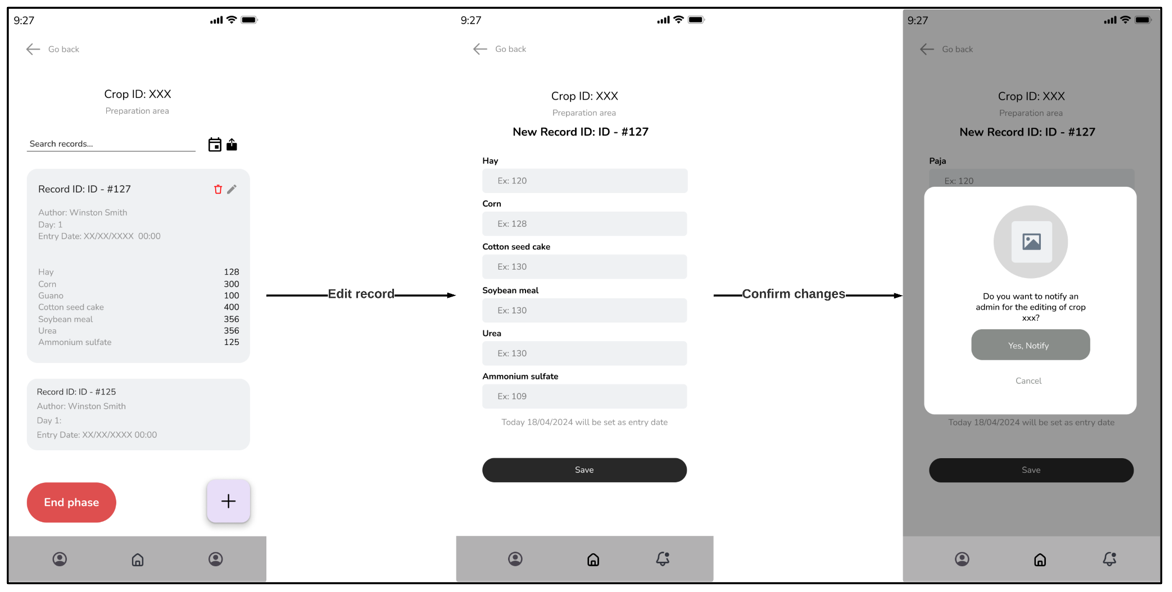 9:27
Go back
Crop ID: XXX
Preparation area
Search records...
Record ID: ID - #127
Author: Winston Smith
Day: 1
Entry Date: XX/XX/XXXX 00:00
Hay 128
Corn 300
Guano 100
Cotton seed cake 400
Soybean meal 356
Urea 356
Ammonium sulfate 125
Record ID: ID - #125
Author: Winston Smith
Day 1:
Entry Date: XX/XX/XXXX 00:00
End phase
Edit record
9:27
Go back
Crop ID: XXX
Preparation area
New Record ID: ID - #127
Hay
Ex: 120
Corn
Ex: 128
Cotton seed cake
Ex: 130
Soybean meal
Ex: 130
Urea
Ex: 130
Ammonium sulfate
Ex: 109
Today 18/04/2024 will be set as entry date
Save
Confirm changes
9:27
Go back
Crop ID: XXX
Preparation area
New Record ID: ID - #127
Paja
Ex: 120
Do you want to notify an
admin for the editing of crop
xxx?
Yes, Notify
Cancel
Today 18/04/2024 will be set as entry date
Save